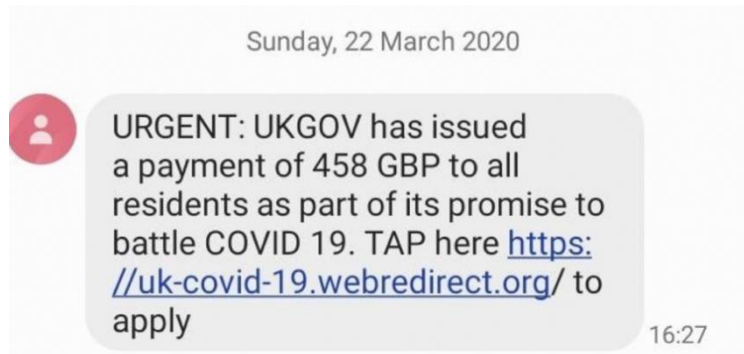 Sunday, 22 March 2020
URGENT: UKGOV has issued
a payment of 458 GBP to all
residents as part of its promise to
battle COVID 19. TAP here https:
//uk-covid-19.webredirect.org/ to
apply
16:27